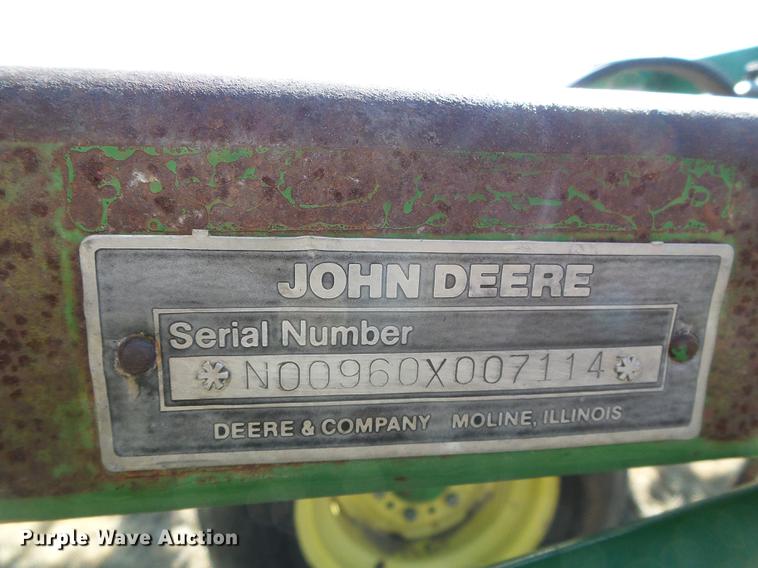 JOHN DEERE
Serial Number
*N00960X007114*
DEERE & COMPANY MOLINE, ILLINOIS
Purple Wave Auction